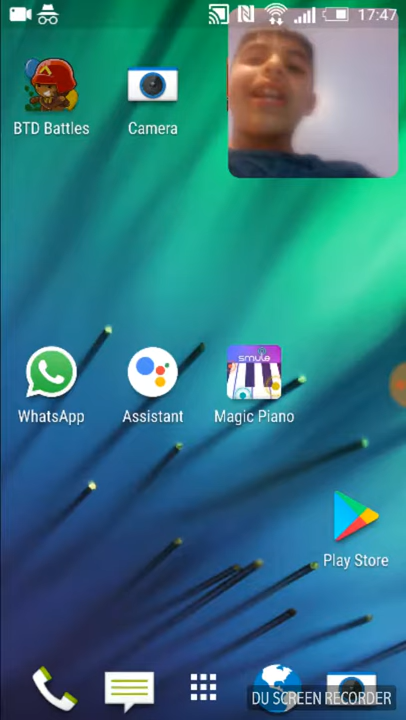 17:47
BTD Battles
Camera
smule
WhatsApp
Assistant
Magic Piano
Play Store
DU SCREEN RECORDER